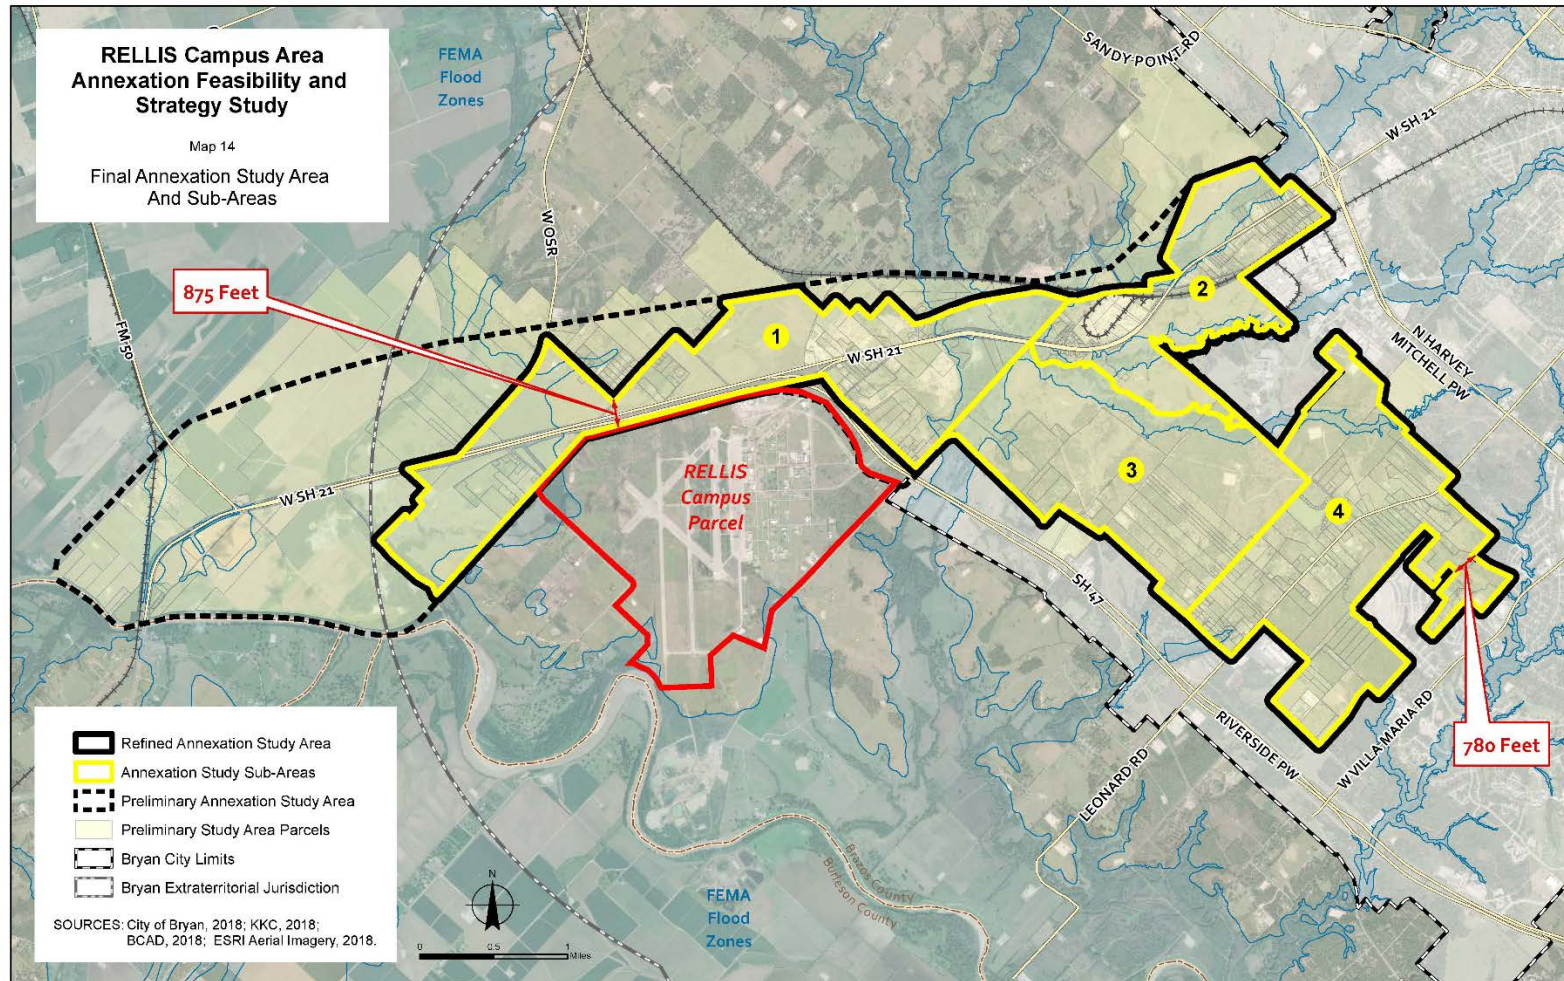 RELLIS Campus Area
Annexation Feasibility and
Strategy Study
Map 14
Final Annexation Study Area
And Sub-Areas
FEMA
Flood
Zones
SANDY POINT RD
W SH 21
W OSR
875 Feet
FM 50
1
2
W SH 21
N HARVEY
MITCHELL PW
W SH 21
RELLIS
Campus
Parcel
3
4
SH 47
RIVERSIDE PW
W VILLA MARIA RD
780 Feet
LEONARD RD
Refined Annexation Study Area
Annexation Study Sub-Areas
Preliminary Annexation Study Area
Preliminary Study Area Parcels
Bryan City Limits
Bryan Extraterritorial Jurisdiction
SOURCES: City of Bryan, 2018; KKC, 2018;
BCAD, 2018; ESRI Aerial Imagery, 2018.
N
0 0.5 1
Miles
Brazos County
Burleson County
FEMA
Flood
Zones